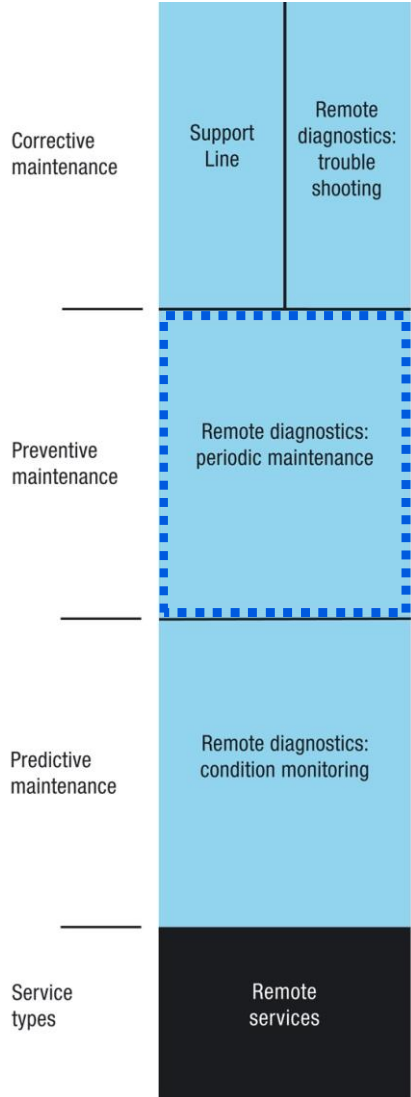 Corrective
maintenance
Support
Line
Remote
diagnostics:
trouble
shooting
Preventive
maintenance
Remote diagnostics:
periodic maintenance
Predictive
maintenance
Remote diagnostics:
condition monitoring
Service
types
Remote
services